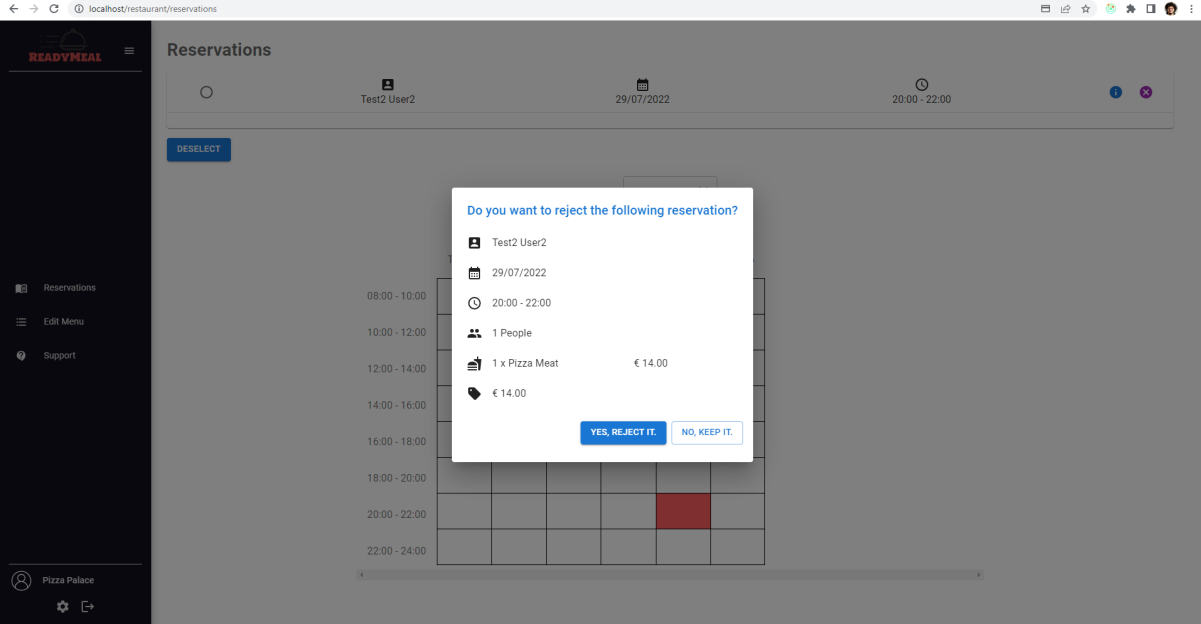 localhost/restaurant/reservations
READYMEAL
Reservations
Test2 User2
29/07/2022
20:00 - 22:00
DESELECT
Do you want to reject the following reservation?
Test2 User2
29/07/2022
20:00 - 22:00
1 People
1 x Pizza Meat € 14.00
€ 14.00
YES, REJECT IT.
NO, KEEP IT.
08:00 - 10:00
10:00 - 12:00
12:00 - 14:00
14:00 - 16:00
16:00 - 18:00
18:00 - 20:00
20:00 - 22:00
22:00 - 24:00
Reservations
Edit Menu
Support
Pizza Palace